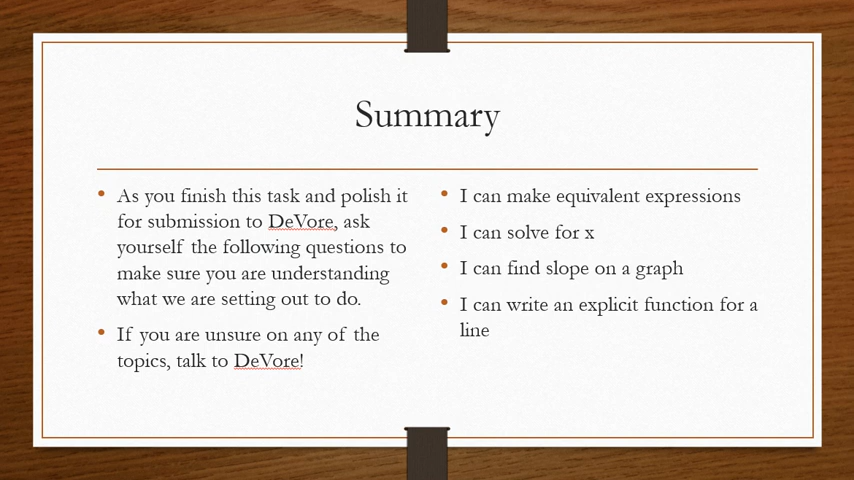 Summary
As you finish this task and polish it
for submission to DeVore, ask
yourself the following questions to
make sure you are understanding
what we are setting out to do.
If you are unsure on any of the
topics, talk to DeVore!
I can make equivalent expressions
I can solve for x
I can find slope on a graph
I can write an explicit function for a
line